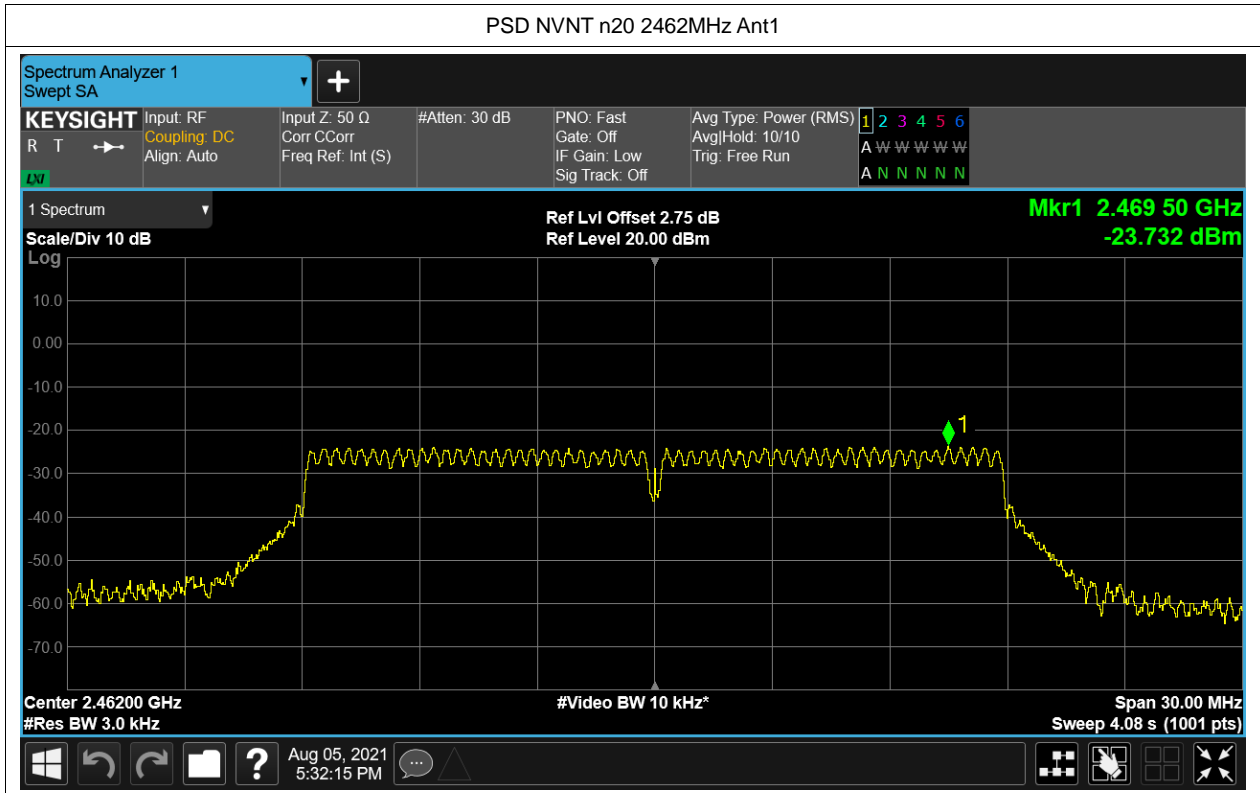 PSD NVNT n20 2462MHz Ant1
Spectrum Analyzer 1
Swept SA
+
KEYSIGHT
R T
LXI
Input: RF
Coupling: DC
Align: Auto
Input Z: 50 Ω
Corr CCorr
Freq Ref: Int (S)
#Atten: 30 dB
PNO: Fast
Gate: Off
IF Gain: Low
Sig Track: Off
Avg Type: Power (RMS)
Avg|Hold: 10/10
Trig: Free Run
1 2 3 4 5 6
A W W W W W
A N N N N N
1 Spectrum
Scale/Div 10 dB
Log
Ref Lvl Offset 2.75 dB
Ref Level 20.00 dBm
Mkr1 2.469 50 GHz
-23.732 dBm
10.0
0.00
-10.0
-20.0
-30.0
-40.0
-50.0
-60.0
-70.0
1
Center 2.46200 GHz
#Res BW 3.0 kHz
#Video BW 10 kHz*
Span 30.00 MHz
Sweep 4.08 s (1001 pts)
?
Aug 05, 2021
5:32:15 PM